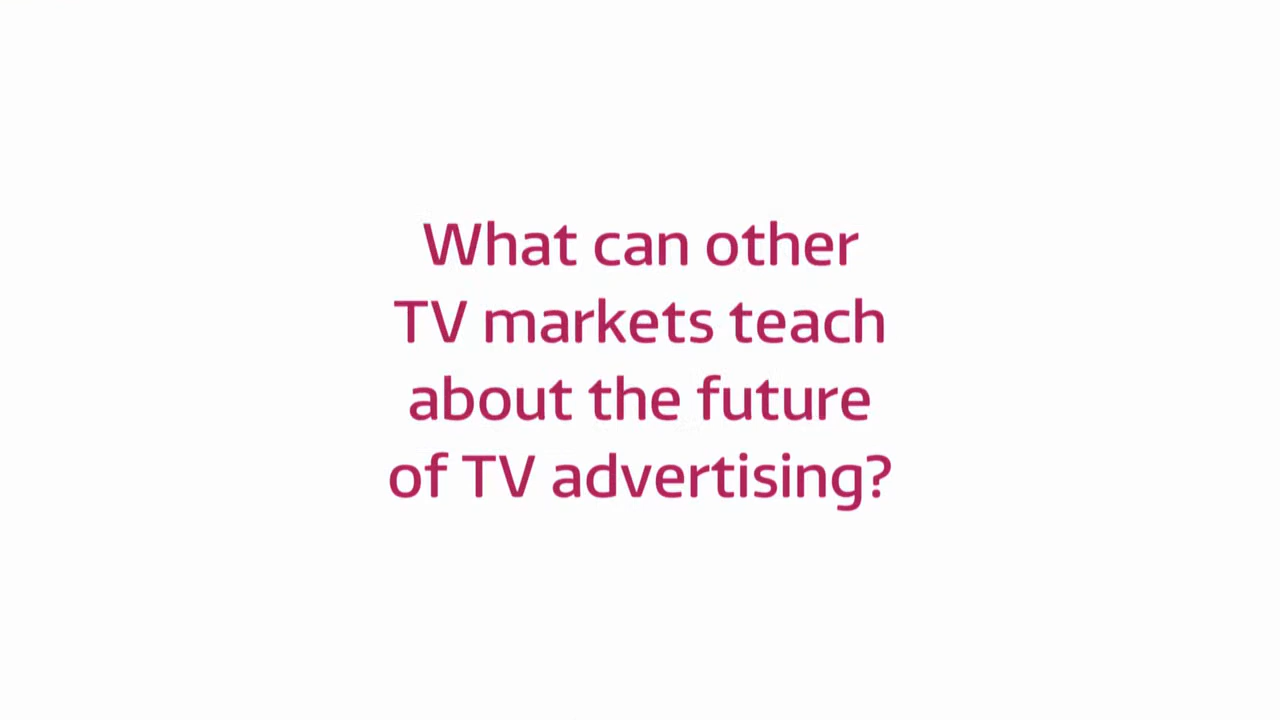 What can other
TV markets teach
about the future
of TV advertising?